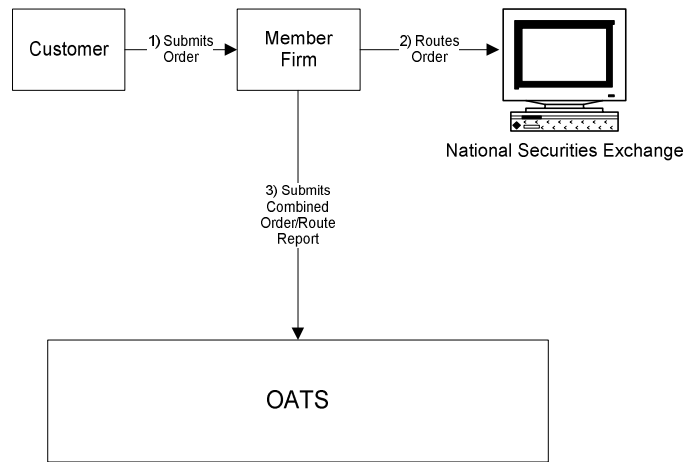 Customer
1) Submits
Order
Member
Firm
2) Routes
Order
National Securities Exchange
3) Submits
Combined
Order/Route
Report
OATS